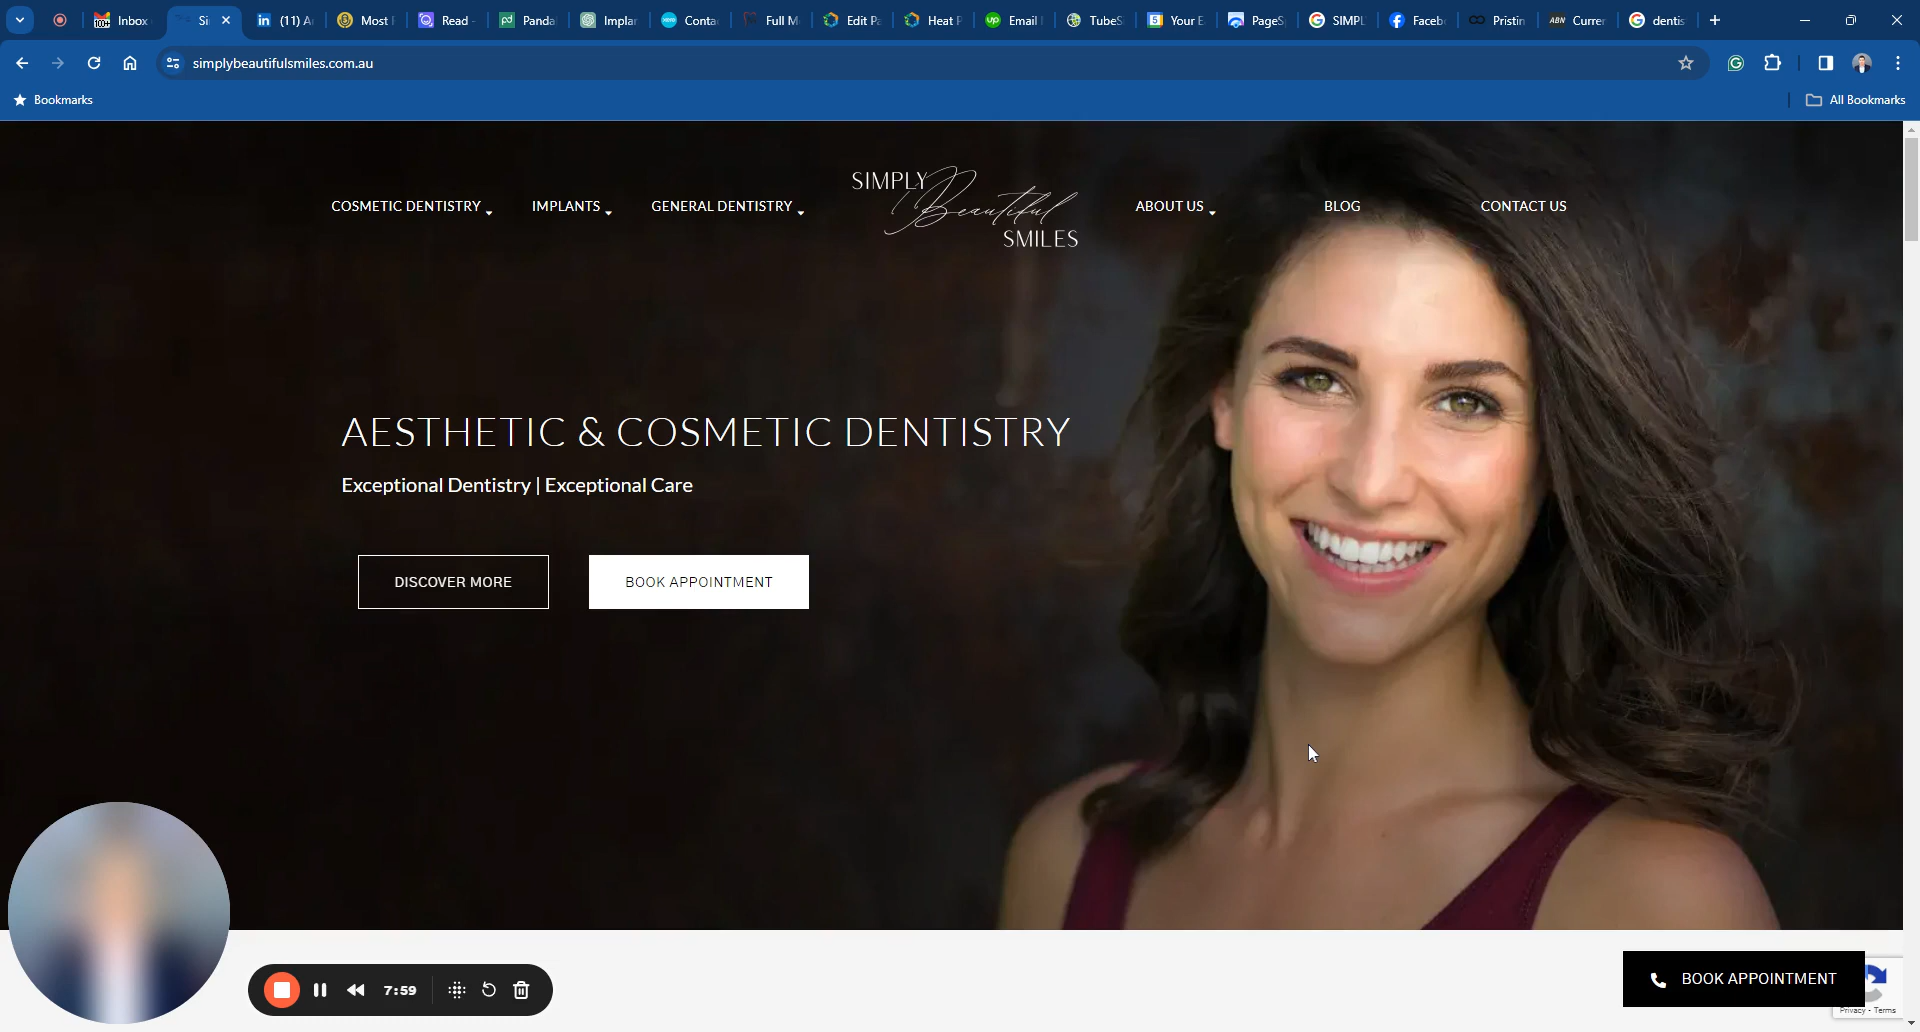 Inbox
Si
(11) A
Most F
Read -
Panda
Implan
Conta
Full M
Edit Pa
Heat P
Email
TubeS
Your E
PageS
SIMPL
Faceb
Pristin
Currer
dentis
simplybeautifulsmiles.com.au
Bookmarks
All Bookmarks
COSMETIC DENTISTRY
IMPLANTS
GENERAL DENTISTRY
SIMPLY
Beautiful
SMILES
ABOUT US
BLOG
CONTACT US
AESTHETIC & COSMETIC DENTISTRY
Exceptional Dentistry | Exceptional Care
DISCOVER MORE
BOOK APPOINTMENT
7:59
BOOK APPOINTMENT
Privacy - Terms